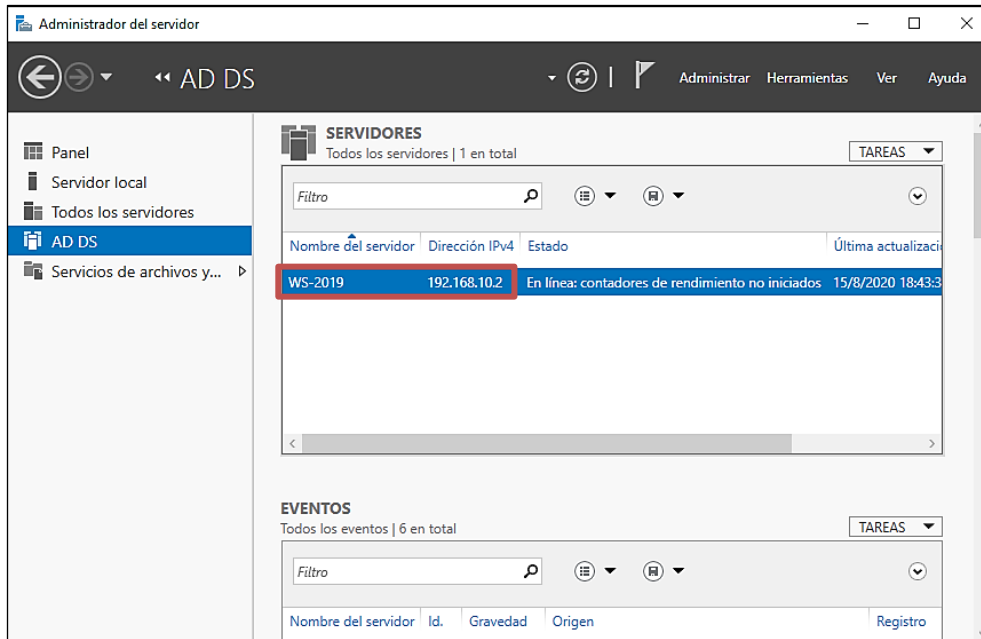 Administrador del servidor
AD DS
Administrar Herramientas Ver Ayuda
Panel
Servidor local
Todos los servidores
AD DS
Servicios de archivos y...
SERVIDORES
Todos los servidores | 1 en total
TAREAS
Filtro
Nombre del servidor Dirección IPv4 Estado Última actualizaci
WS-2019 192.168.10.2 En línea: contadores de rendimiento no iniciados 15/8/2020 18:43:3
EVENTOS
Todos los eventos | 6 en total
TAREAS
Filtro
Nombre del servidor Id. Gravedad Origen Registro